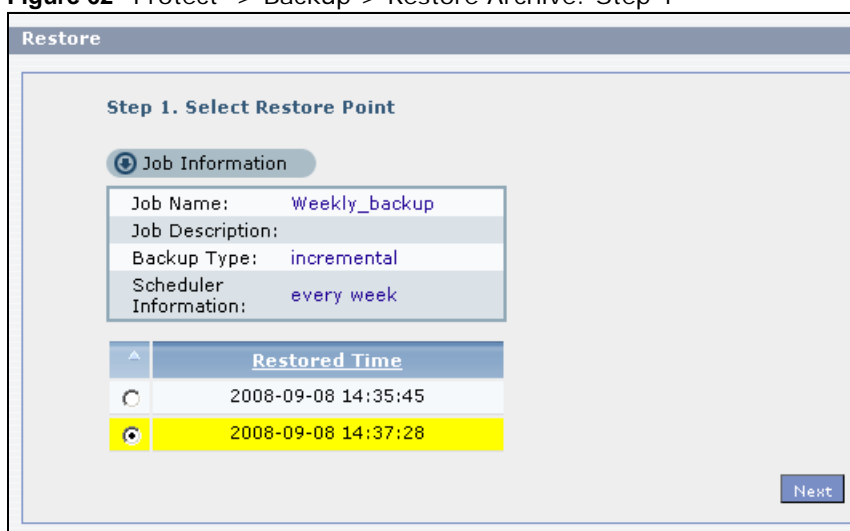 Restore
Step 1. Select Restore Point
Job Information
Job Name: Weekly_backup
Job Description:
Backup Type: incremental
Scheduler
Information: every week
Restored Time
2008-09-08 14:35:45
2008-09-08 14:37:28
Next